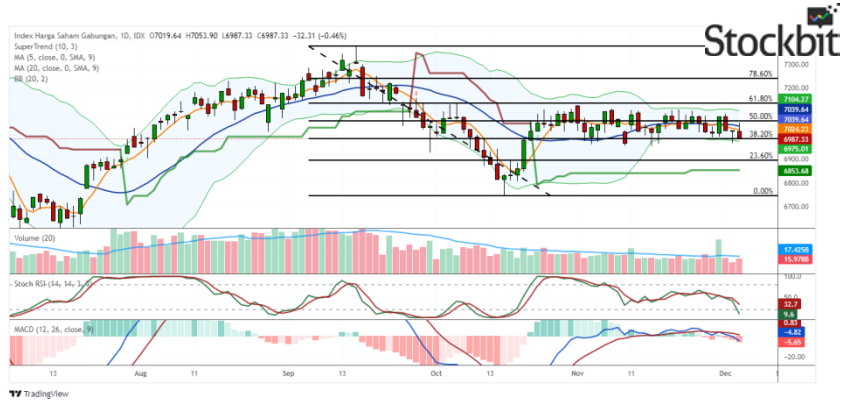 Stockbit
Index Harga Saham Gabungan, 1D, IDX O7019.64 H7053.90 L6987.33 C6987.33 −32.31 (−0.46%)
SuperTrend (10, 3)
MA (5, close, 0, SMA, 9)
MA (20, close, 0, SMA, 9)
BB (20, 2)
7300.00
78.60%
7200.00
61.80%
7104.27
7039.64
50.00%
7039.64
7024.23
38.20%
6987.33
6975.01
23.60%
6900.00
6853.68
6800.00
0.00%
6700.00
Volume (20)
17.425B
15.978B
Stoch RSI (14, 14, 3, 3)
100.0
50.0
32.7
9.6
MACD (12, 26, close, 9)
0.83
−4.82
−5.65
−20.00
13 Aug 16 Sep 13 Oct 13 Nov 11 Dec 1
TradingView